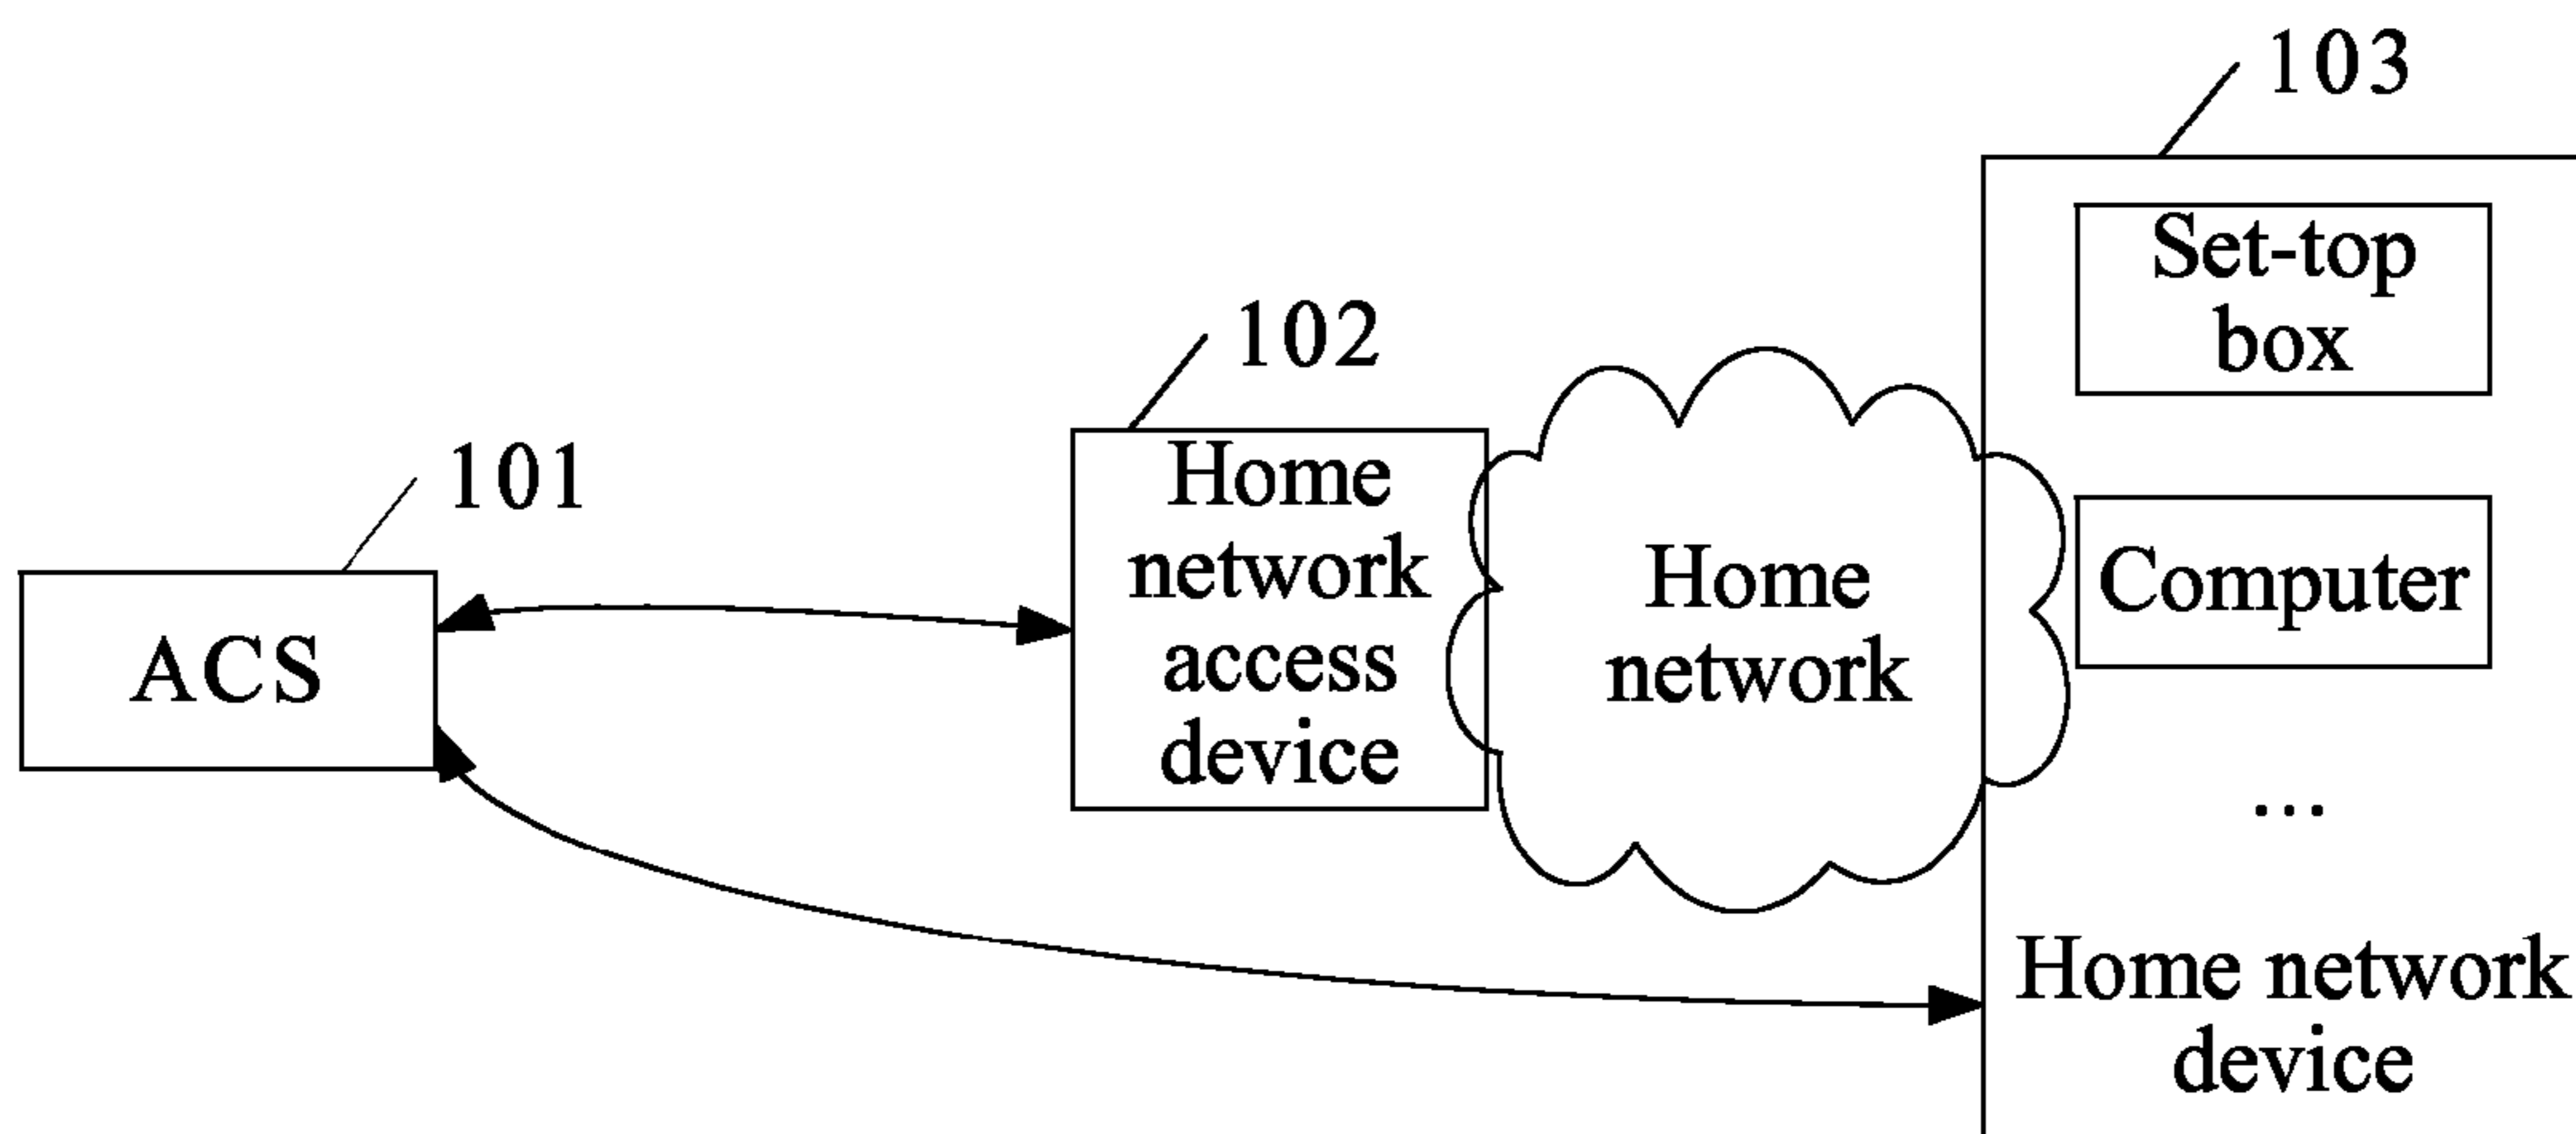 103
Set-top
box
102
Home
network
access
device
101
ACS
Home
network
Computer
...
Home network
device